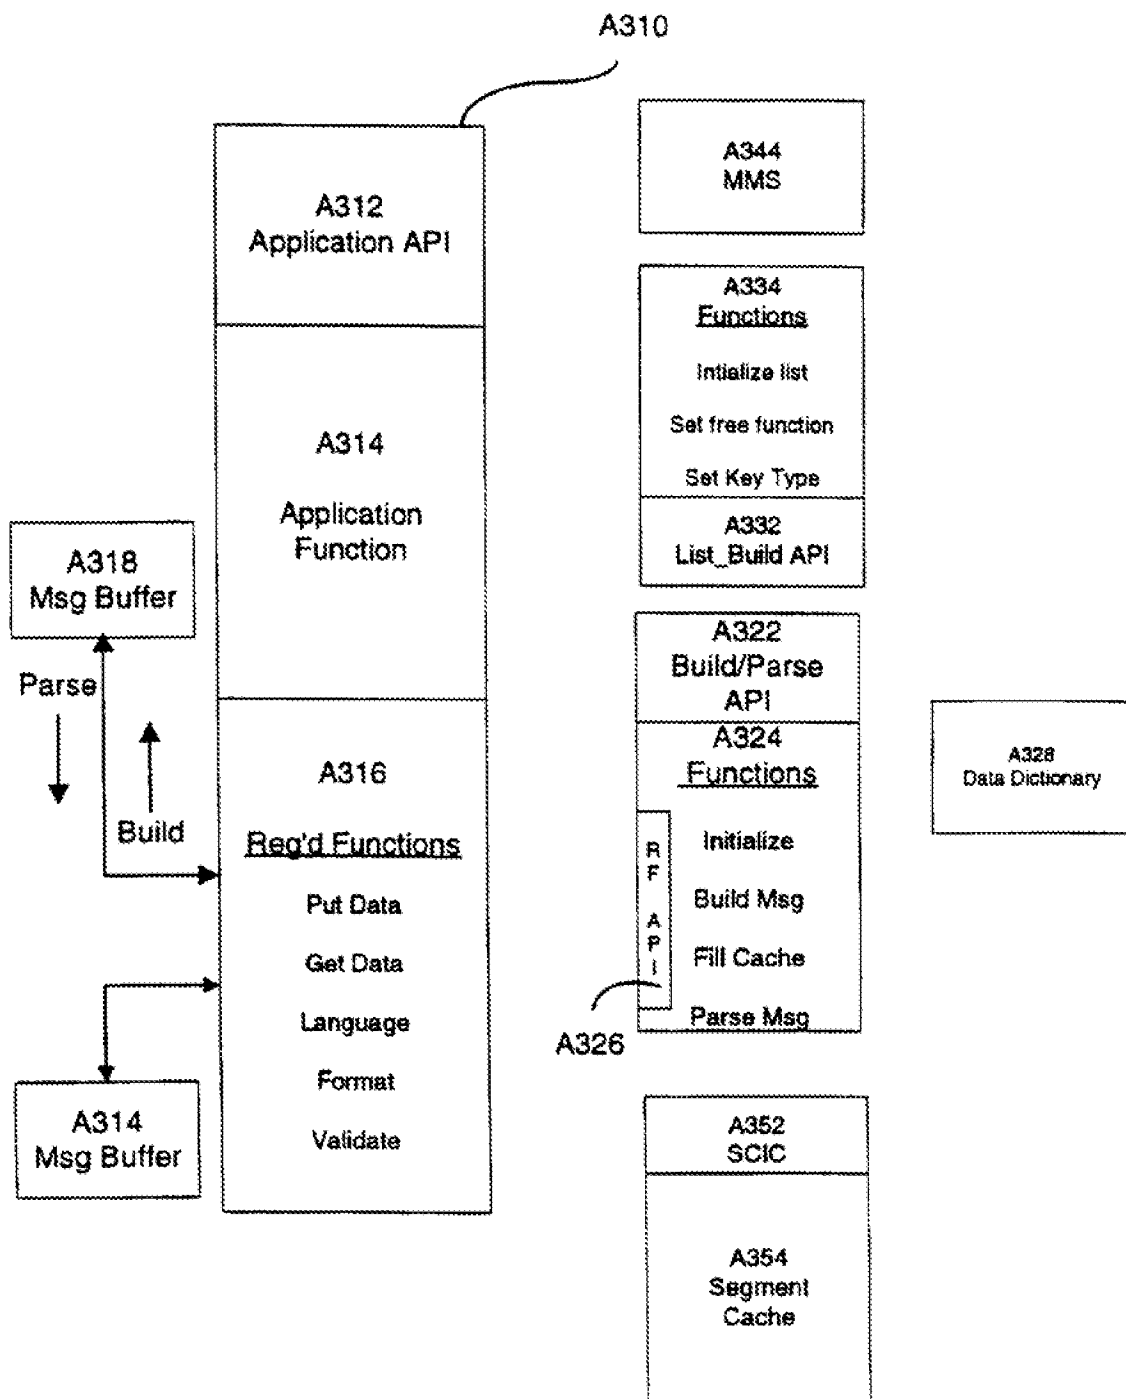 A310
A312
Application API
A314
Application
Function
A318
Msg Buffer
Parse
Build
A316
Reg'd Functions
Put Data
Get Data
Language
Format
Validate
A314
Msg Buffer
A344
MMS
A334
Functions
Intialize list
Set free function
Set Key Type
A332
List_Build API
A322
Build/Parse
API
A324
Functions
Initialize
Build Msg
Fill Cache
Parse Msg
RF API
A326
A328
Data Dictionary
A352
SCIC
A354
Segment
Cache